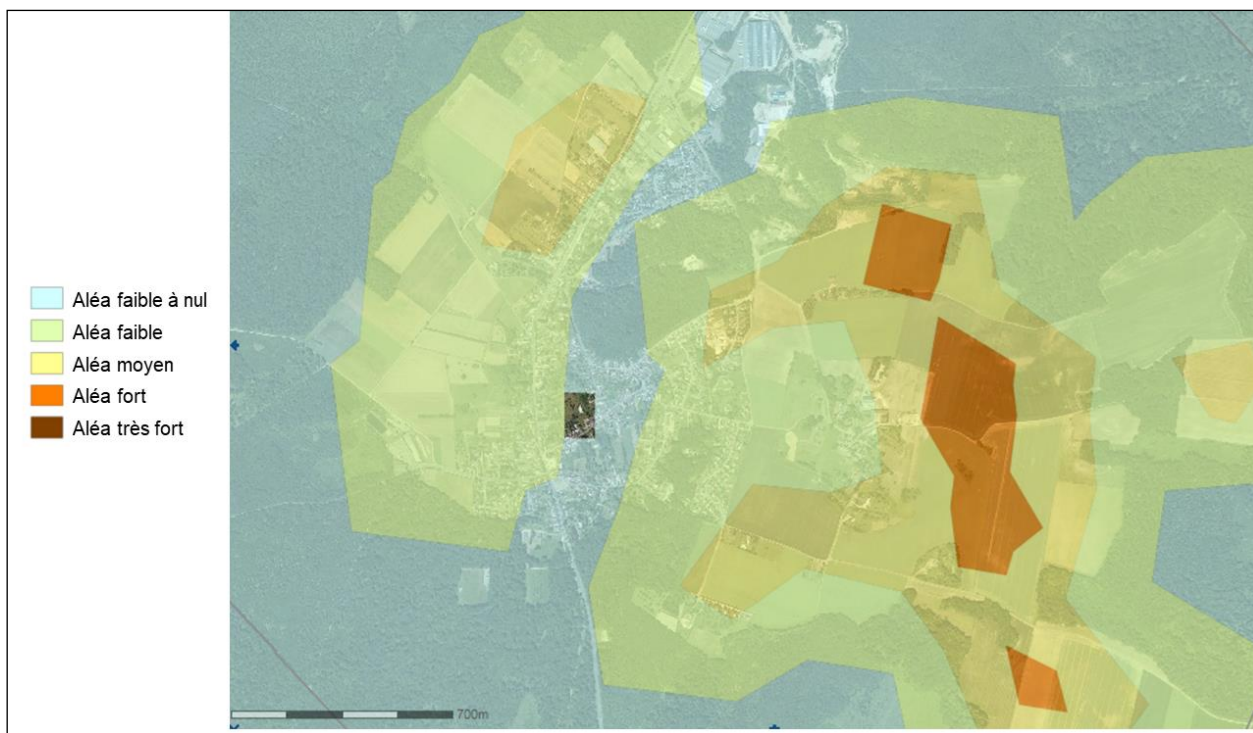 Aléa faible à nul
Aléa faible
Aléa moyen
Aléa fort
Aléa très fort
700m